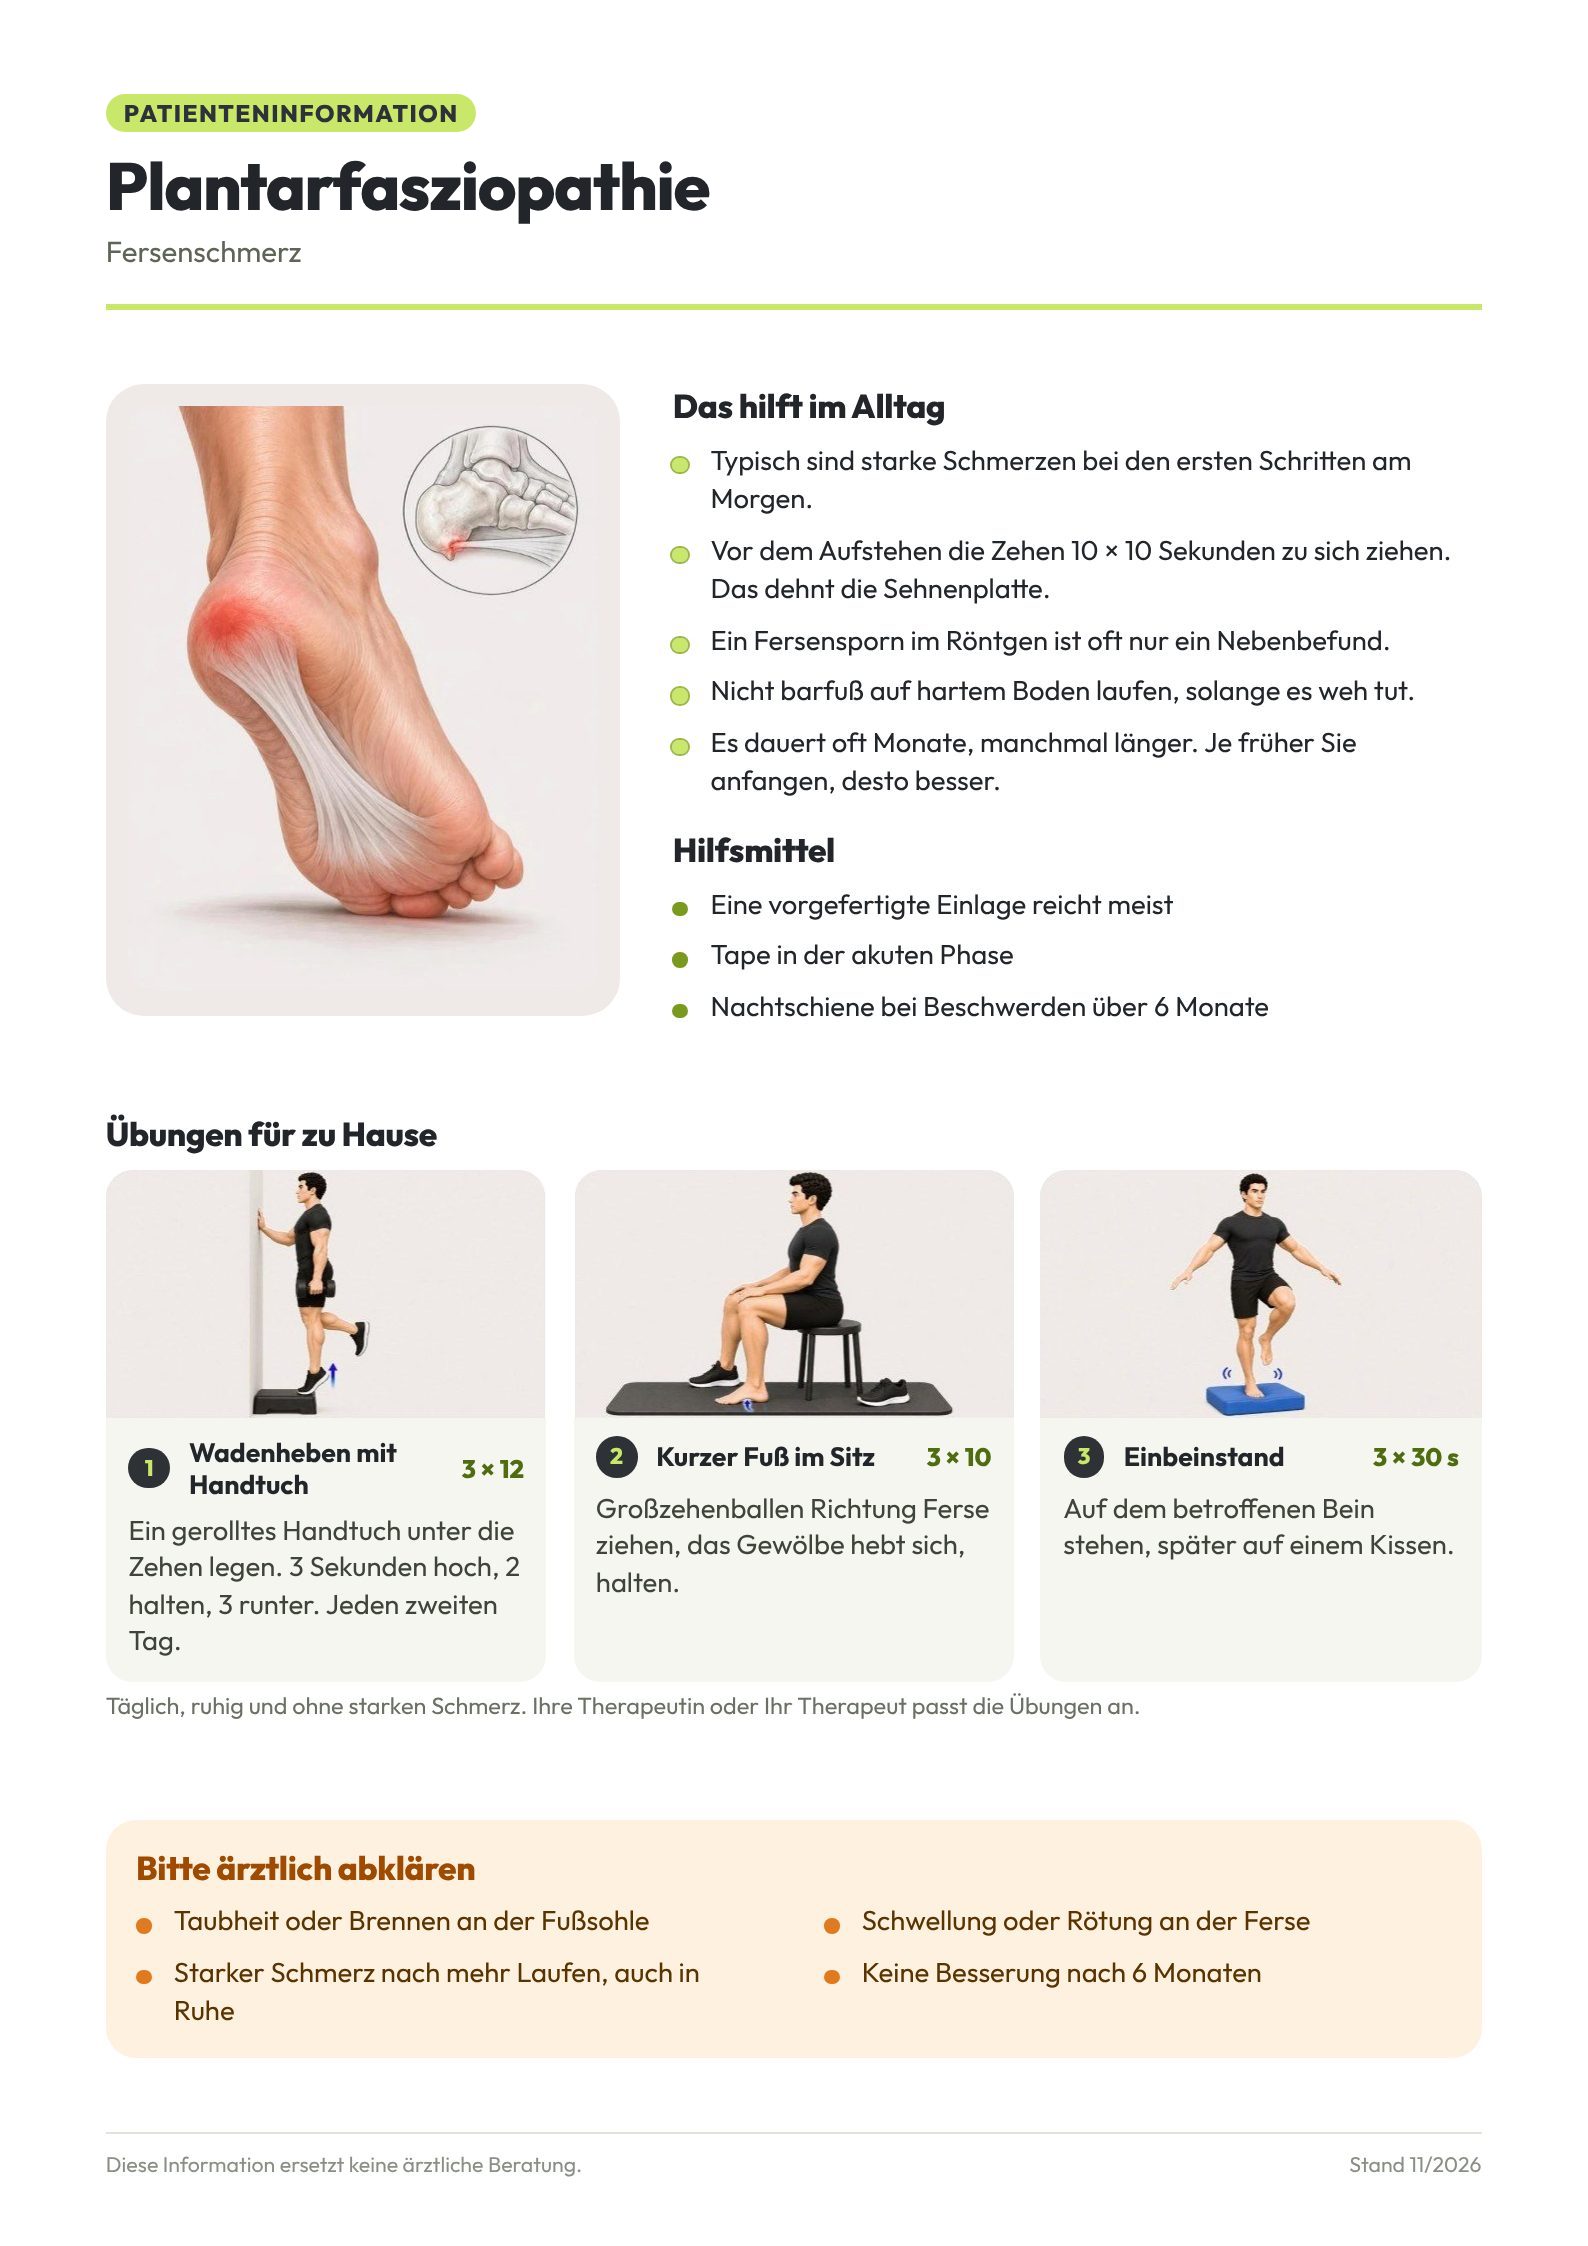 PATIENTENINFORMATION
Plantarfasziopathie
Fersenschmerz
Das hilft im Alltag
Typisch sind starke Schmerzen bei den ersten Schritten am
Morgen.
Vor dem Aufstehen die Zehen 10 × 10 Sekunden zu sich ziehen.
Das dehnt die Sehnenplatte.
Ein Fersensporn im Röntgen ist oft nur ein Nebenbefund.
Nicht barfuß auf hartem Boden laufen, solange es weh tut.
Es dauert oft Monate, manchmal länger. Je früher Sie
anfangen, desto besser.
Hilfsmittel
Eine vorgefertigte Einlage reicht meist
Tape in der akuten Phase
Nachtschiene bei Beschwerden über 6 Monate
Übungen für zu Hause
1 Wadenheben mit
Handtuch
3 × 12
Ein gerolltes Handtuch unter die
Zehen legen. 3 Sekunden hoch, 2
halten, 3 runter. Jeden zweiten
Tag.
2 Kurzer Fuß im Sitz 3 × 10
Großzehenballen Richtung Ferse
ziehen, das Gewölbe hebt sich,
halten.
3 Einbeinstand 3 × 30 s
Auf dem betroffenen Bein
stehen, später auf einem Kissen.
Täglich, ruhig und ohne starken Schmerz. Ihre Therapeutin oder Ihr Therapeut passt die Übungen an.
Bitte ärztlich abklären
Taubheit oder Brennen an der Fußsohle
Starker Schmerz nach mehr Laufen, auch in
Ruhe
Schwellung oder Rötung an der Ferse
Keine Besserung nach 6 Monaten
Diese Information ersetzt keine ärztliche Beratung.
Stand 11/2026